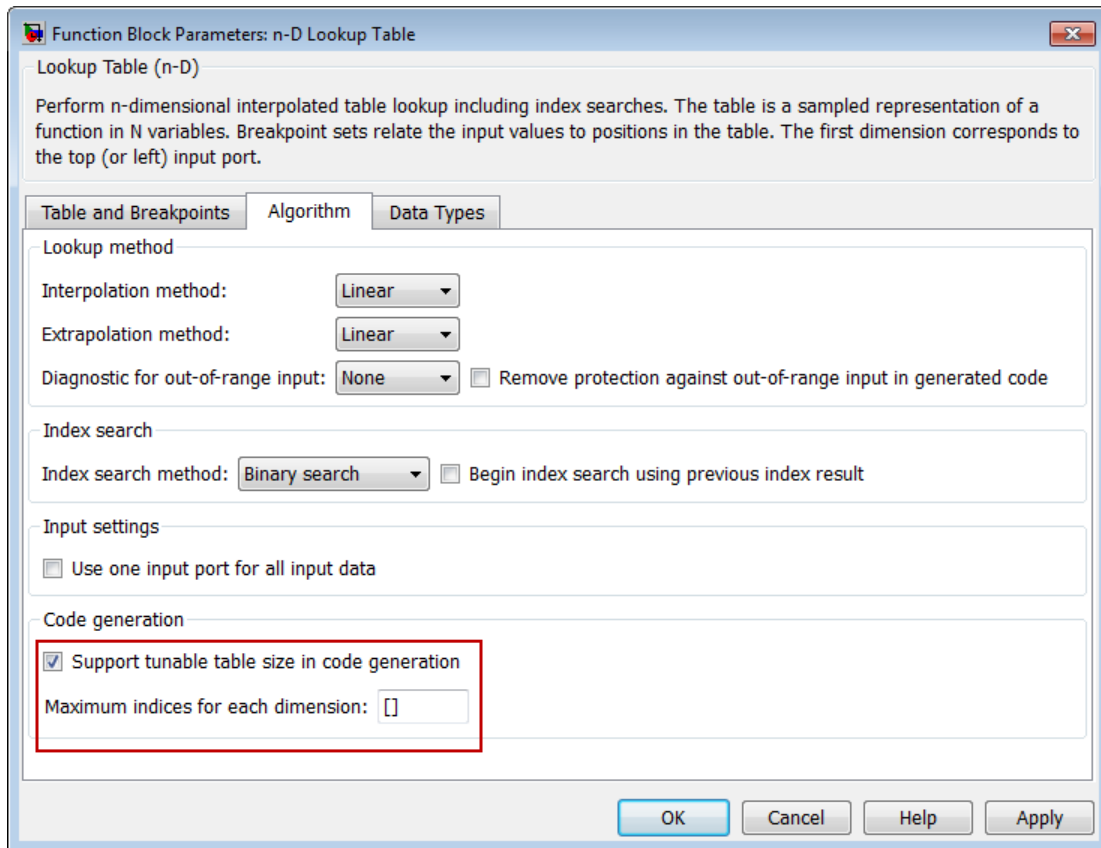 Function Block Parameters: n-D Lookup Table
Lookup Table (n-D)
Perform n-dimensional interpolated table lookup including index searches. The table is a sampled representation of a
function in N variables. Breakpoint sets relate the input values to positions in the table. The first dimension corresponds to
the top (or left) input port.
Table and Breakpoints Algorithm Data Types
Lookup method
Interpolation method: Linear
Extrapolation method: Linear
Diagnostic for out-of-range input: None Remove protection against out-of-range input in generated code
Index search
Index search method: Binary search Begin index search using previous index result
Input settings
Use one input port for all input data
Code generation
Support tunable table size in code generation
Maximum indices for each dimension: []
OK Cancel Help Apply